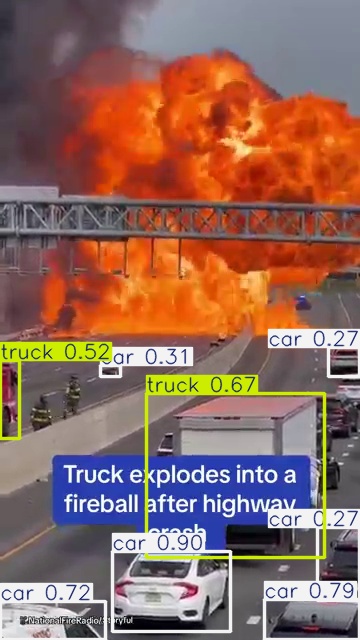 truck 0.52
car 0.31
car 0.27
truck 0.67
Truck explodes into a
fireball after highway
crash
car 0.27
car 0.90
car 0.72
car 0.79
NationalFireRadio/Storyful